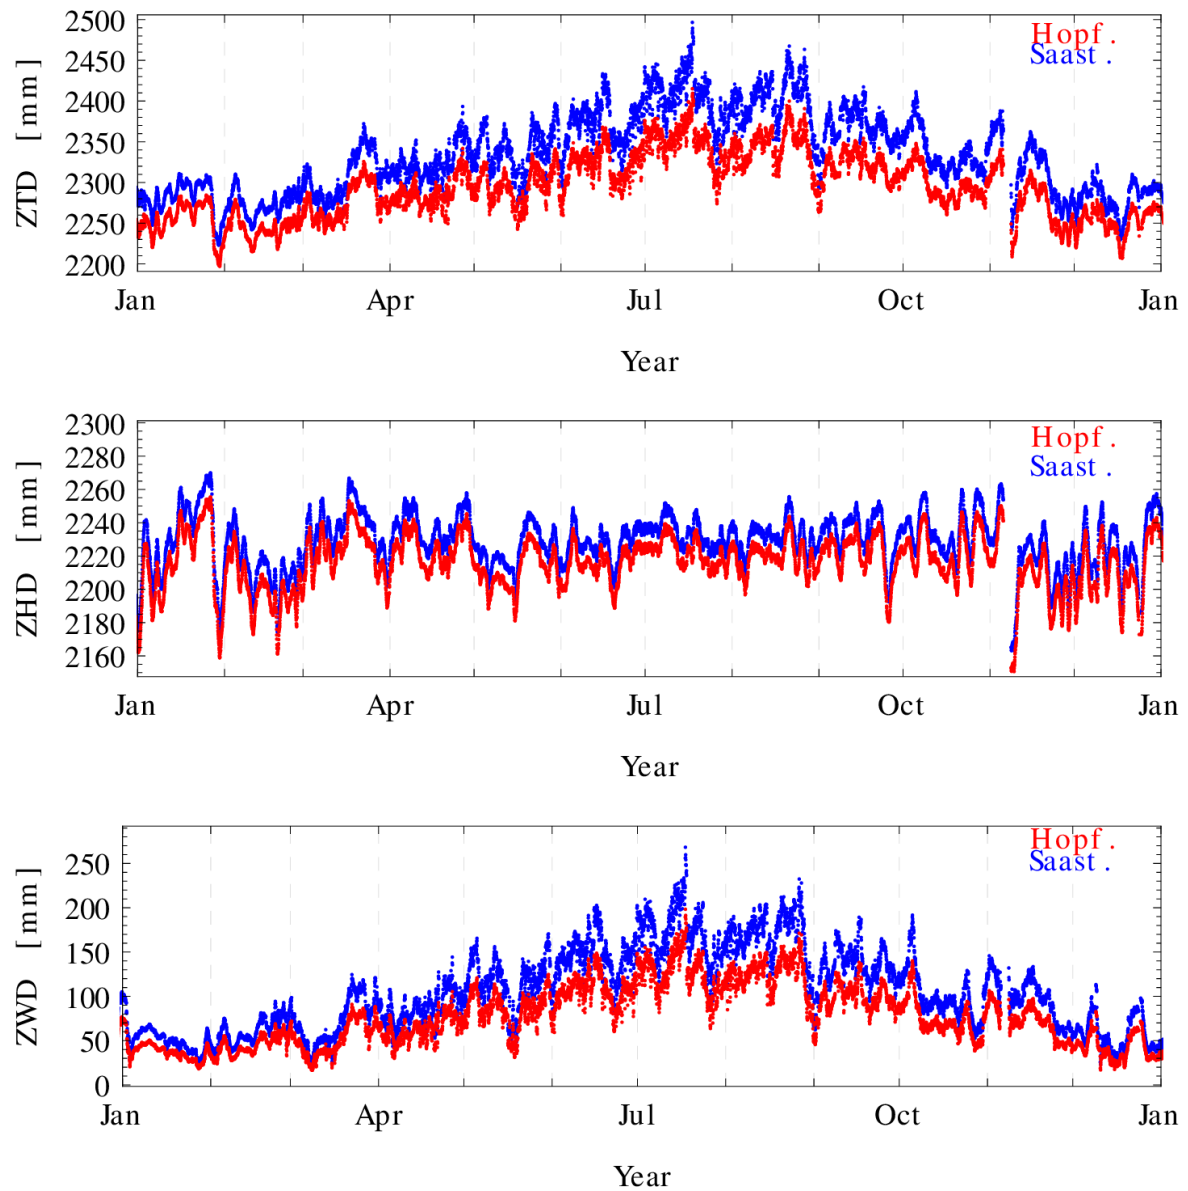 2500
2450
2400
2350
2300
2250
2200
ZTD [mm]
Hopf.
Saast.
Jan Apr Jul Oct Jan
Year
2300
2280
2260
2240
2220
2200
2180
2160
ZHD [mm]
Hopf.
Saast.
Jan Apr Jul Oct Jan
Year
250
200
150
100
50
0
ZWD [mm]
Hopf.
Saast.
Jan Apr Jul Oct Jan
Year